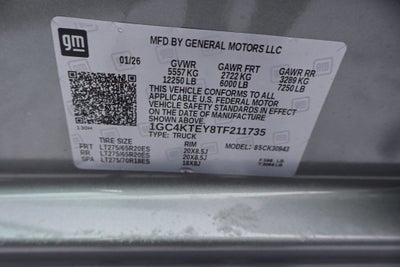 gm
MFD BY GENERAL MOTORS LLC
01/26
GVWR GAWR FRT GAWR RR
5557 KG 2722 KG 3289 KG
12250 LB 6000 LB 7250 LB
THIS VEHICLE CONFORMS TO ALL
APPLICABLE U.S. FEDERAL MOTOR
VEHICLE SAFETY STANDARDS IN EFFECT
ON THE DATE OF MANUFACTURE SHOWN ABOVE.
1GC4KTEY8TF211735
TYPE: TRUCK
TIRE SIZE RIM MODEL: 85CK30943
FRT LT275/65R20ES 20X8.5J
RR LT275/65R20ES 20X8.5J
SPA LT275/70R18ES 18X8J